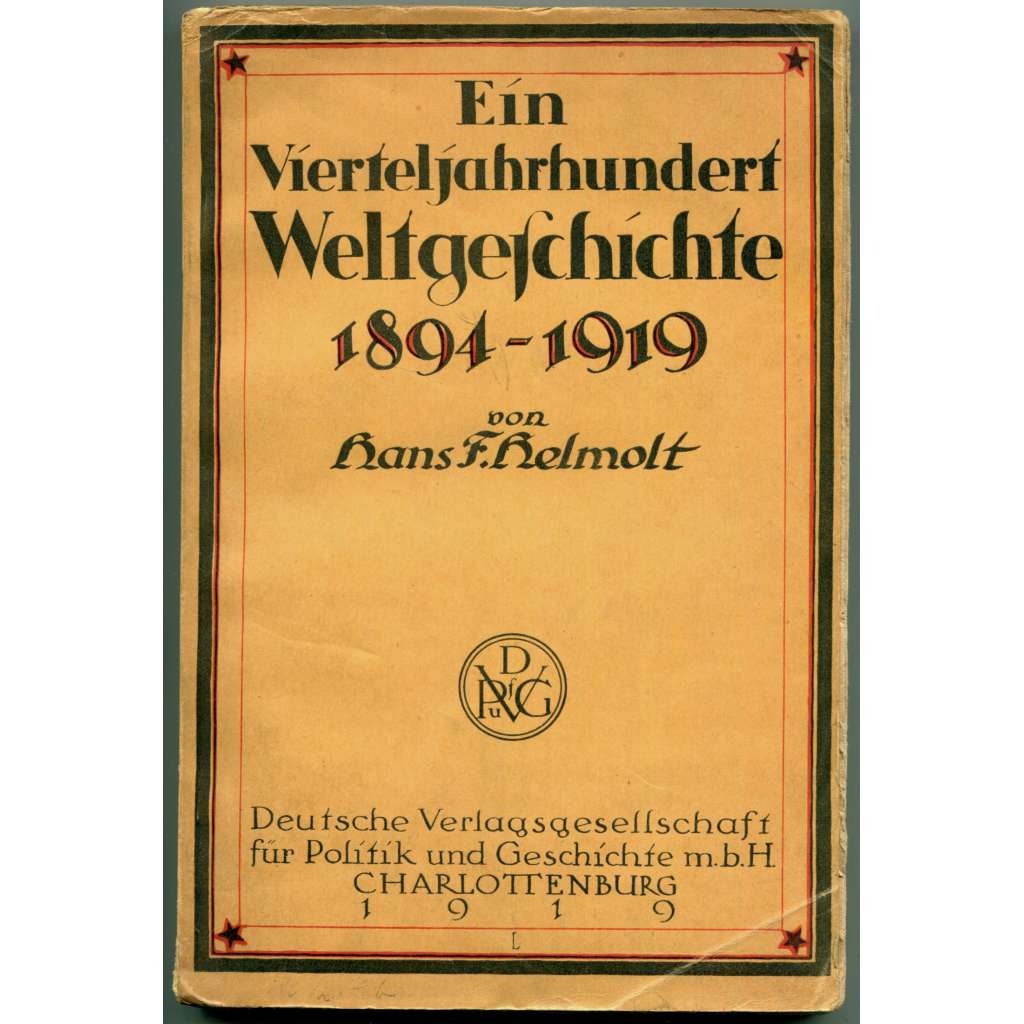 Ein
Vierteljahrhundert
Weltgeſchichte
1894-1919
von
Hans F. Helmolt
D
V
f
P
u
G
Deutsche Verlagsgesellschaft
für Politik und Geschichte m.b.H.
CHARLOTTENBURG
1919